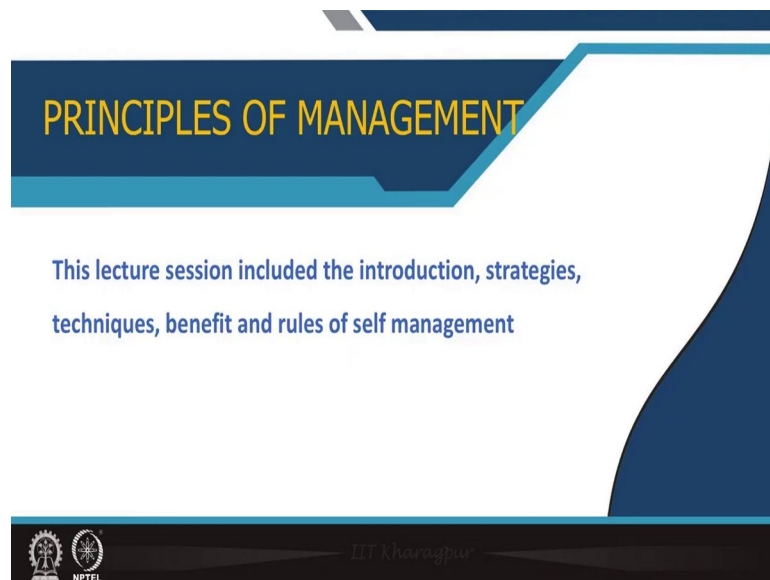 PRINCIPLES OF MANAGEMENT
This lecture session included the introduction, strategies,
techniques, benefit and rules of self management
IIT Kharagpur
NPTEL